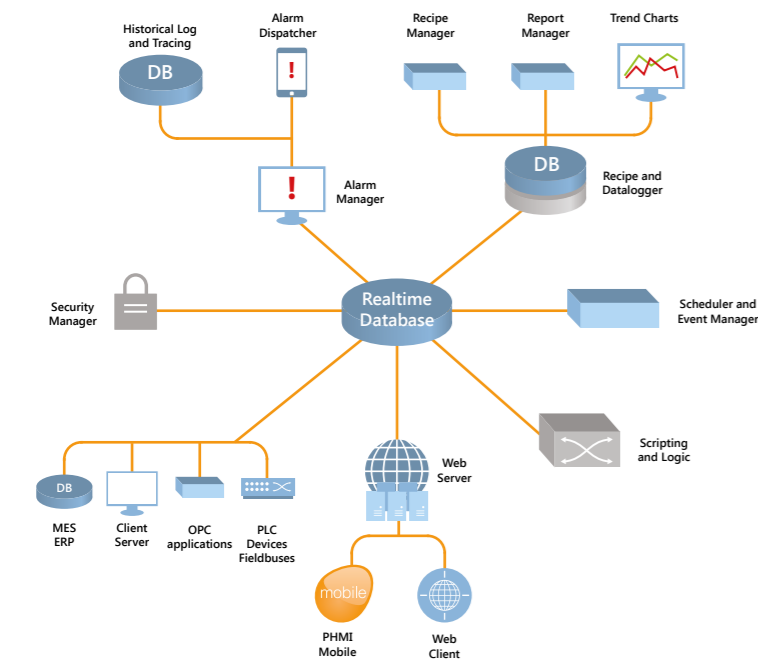 Historical Log
and Tracing
DB
Alarm
Dispatcher
!
Recipe
Manager
Report
Manager
Trend Charts
!
Alarm
Manager
DB
Recipe and
Datalogger
Security
Manager
Realtime
Database
Scheduler and
Event Manager
Scripting
and Logic
Web
Server
DB
MES
ERP
Client
Server
OPC
applications
PLC
Devices
Fieldbuses
mobile
PHMI
Mobile
Web
Client